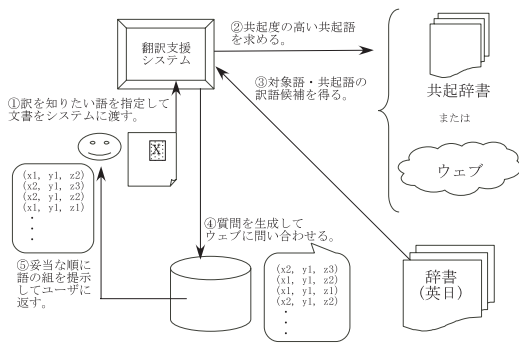 翻訳支援
システム
②共起度の高い共起語
を求める。
共起辞書
または
ウェブ
③対象語・共起語の
訳語候補を得る。
①訳を知りたい語を指定して
文書をシステムに渡す。
X
(x1, y1, z2)
(x2, y1, z3)
(x2, y1, z2)
(x1, y1, z1)
・
・
・
④質問を生成して
ウェブに問い合わせる。
(x2, y1, z3)
(x1, y1, z2)
(x1, y1, z1)
(x2, y1, z2)
・
・
・
⑤妥当な順に
語の組を提示
してユーザに
返す。
辞書
(英日)